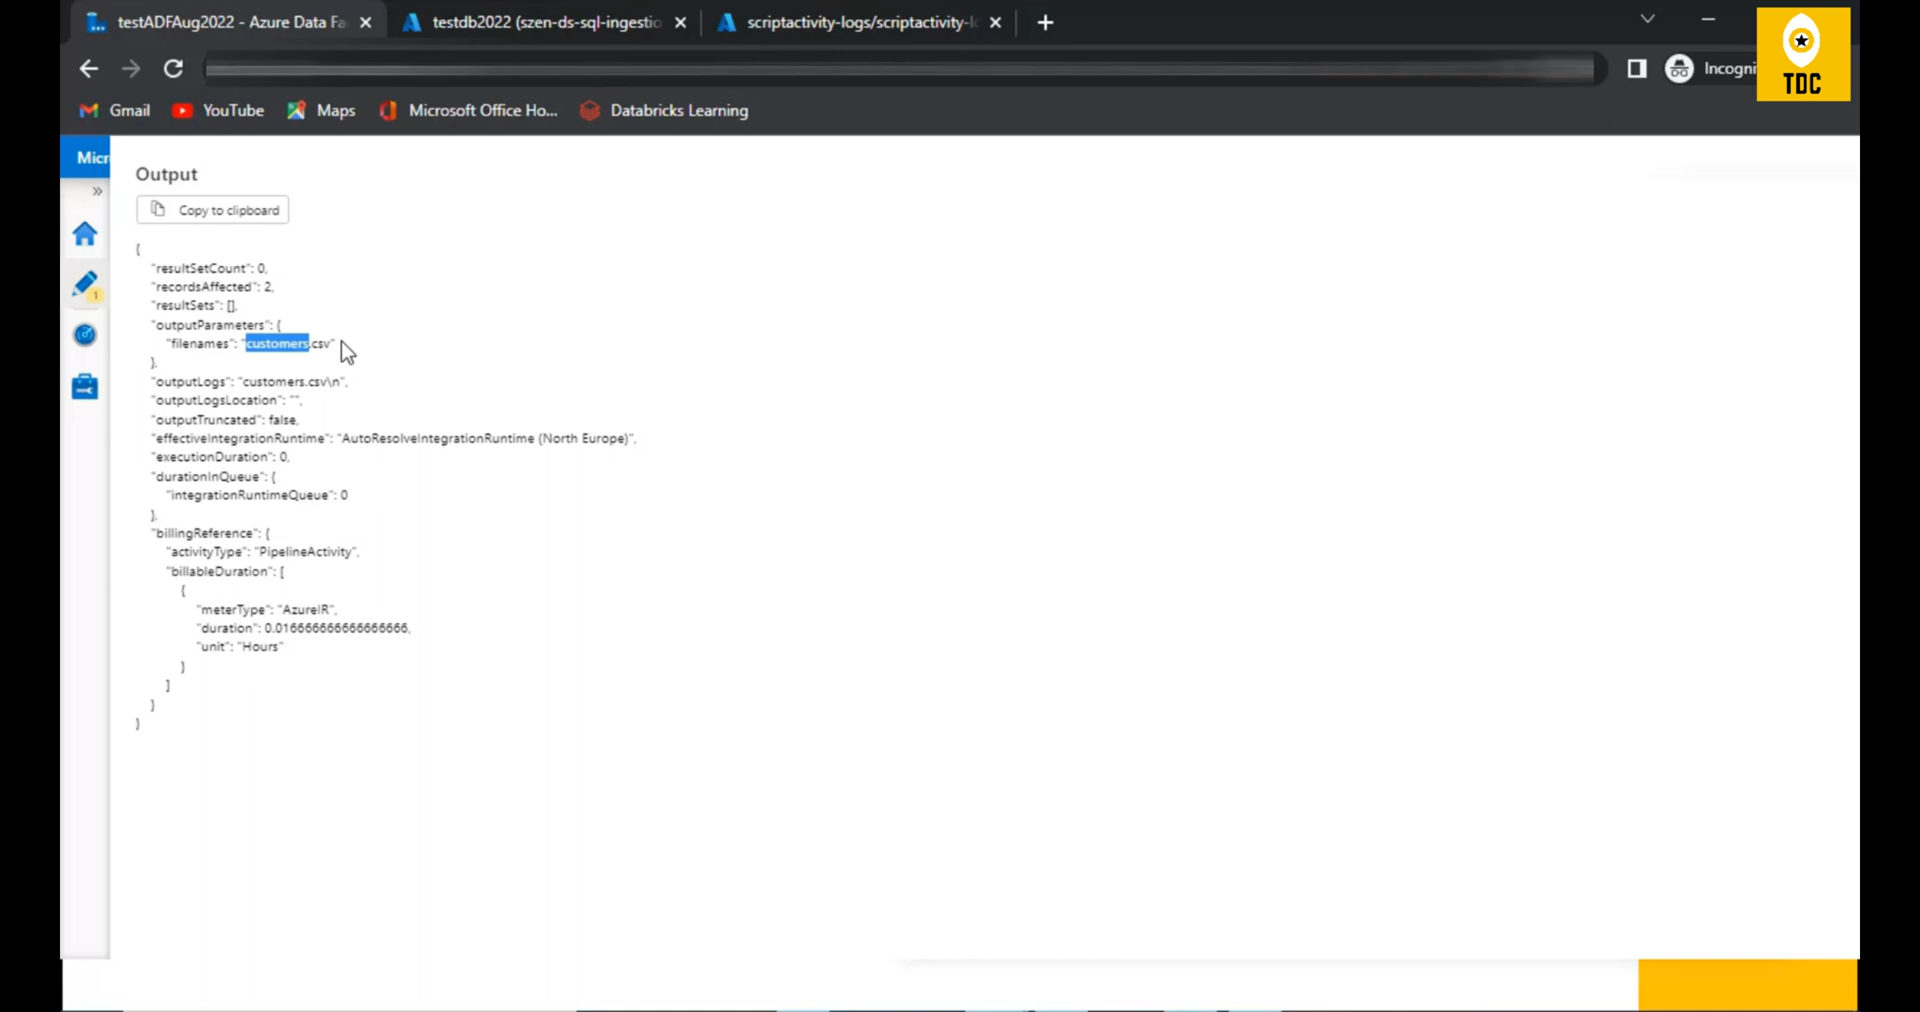 testADFAug2022 - Azure Data Fa
testdb2022 (szen-ds-sql-ingestio
scriptactivity-logs/scriptactivity-l
Incogni
TDC
Gmail
YouTube
Maps
Microsoft Office Ho...
Databricks Learning
Micr
Output
Copy to clipboard
{
"resultSetCount": 0,
"recordsAffected": 2,
"resultSets": [],
"outputParameters": {
"filenames": "customers.csv"
},
"outputLogs": "customers.csv\n",
"outputLogsLocation": "",
"outputTruncated": false,
"effectiveIntegrationRuntime": "AutoResolveIntegrationRuntime (North Europe)",
"executionDuration": 0,
"durationInQueue": {
"integrationRuntimeQueue": 0
},
"billingReference": {
"activityType": "PipelineActivity",
"billableDuration": [
{
"meterType": "AzureIR",
"duration": 0.016666666666666666,
"unit": "Hours"
}
]
}
}
1